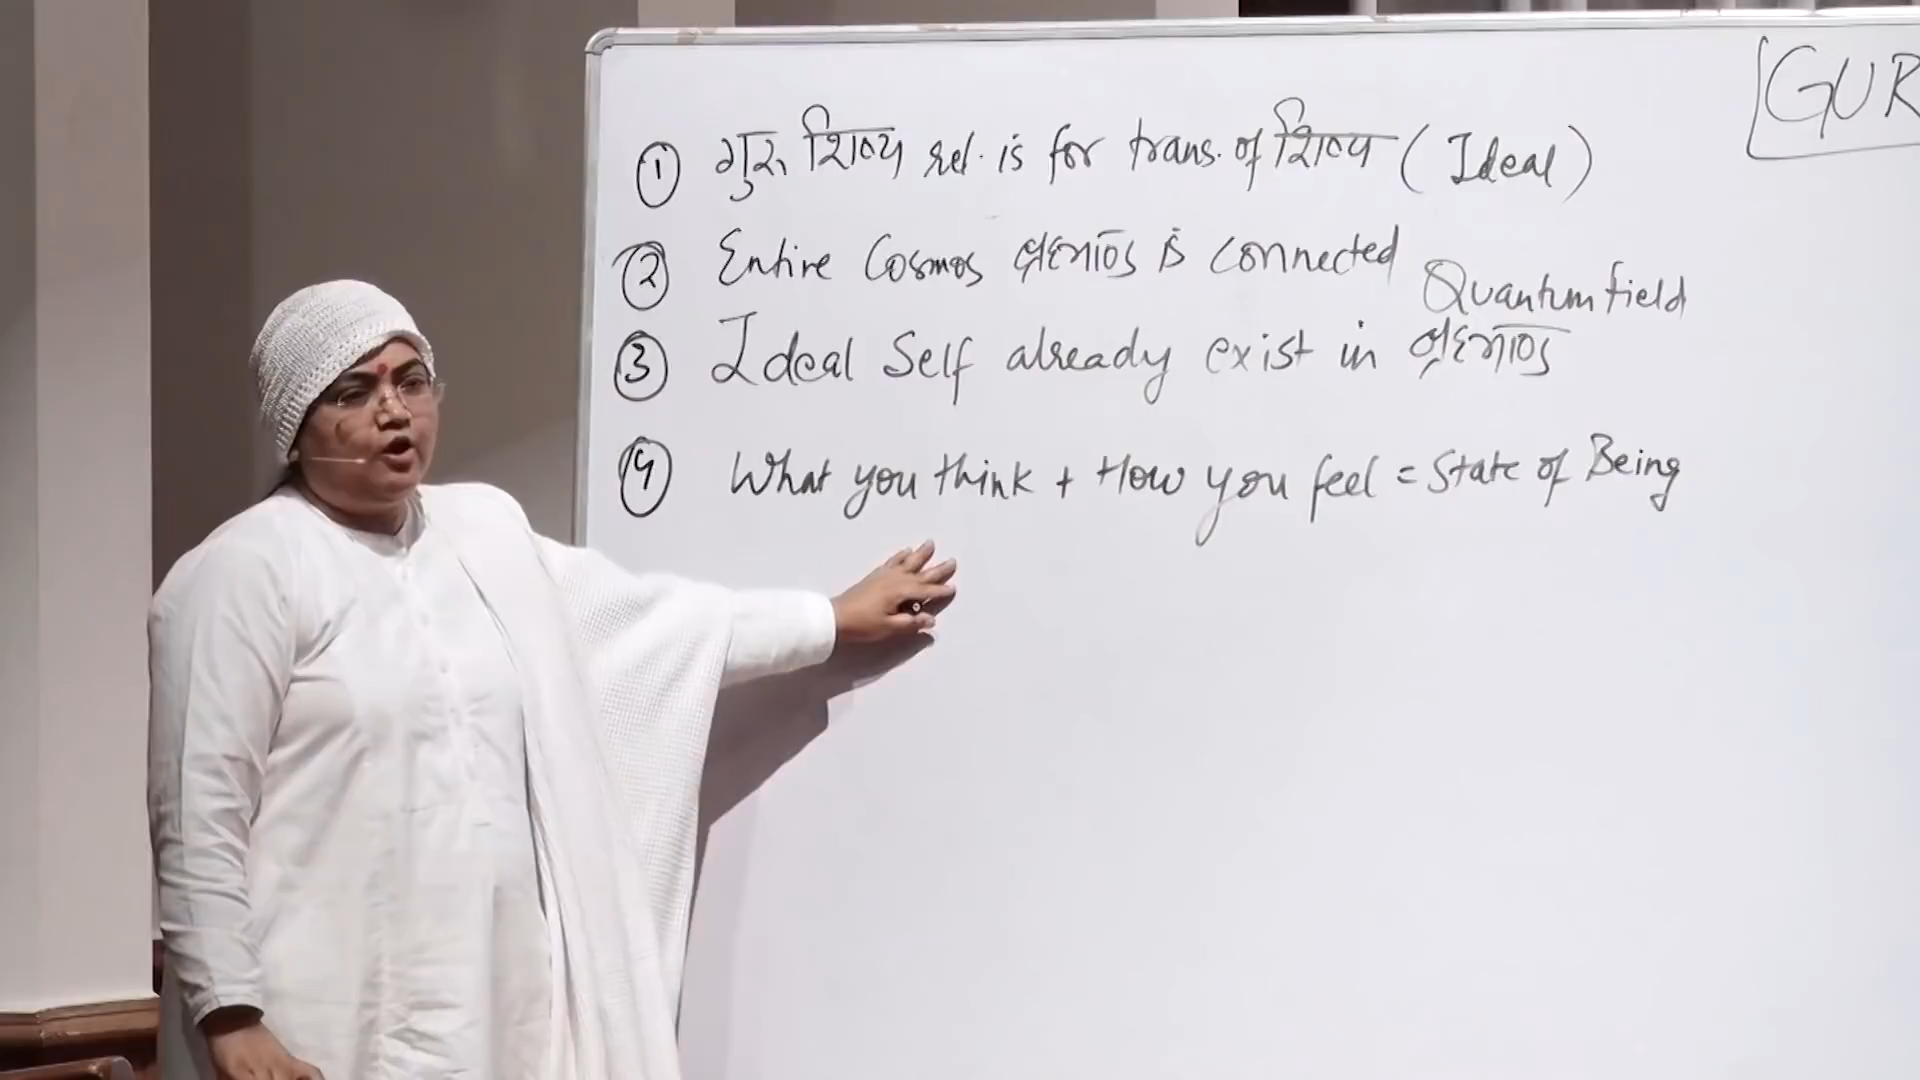 GUR
① गुरु शिष्य rel. is for trans. of शिष्य (Ideal)
② Entire Cosmos ब्रह्मांड is connected
Quantum field
③ Ideal Self already exist in ब्रह्मांड
④ What you think + How you feel = State of Being